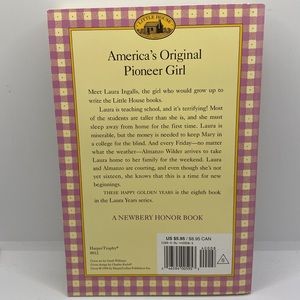 LITTLE HOUSE
America's Original
Pioneer Girl
Meet Laura Ingalls, the girl who would grow up to
write the Little House books.
Laura is teaching school, and it's terrifying! Most
of the students are taller than she is, and she must
sleep away from home for the first time. Laura is
miserable, but the money is needed to keep Mary in
a college for the blind. And every Friday—no matter
what the weather—Almanzo Wilder arrives to take
Laura home to her family for the weekend. Laura
and Almanzo are courting, and even though she's not
yet sixteen, she knows that this is a time for new
beginnings.
THESE HAPPY GOLDEN YEARS is the eighth book
in the Laura Years series.
A NEWBERY HONOR BOOK
HarperTrophy®
US $5.95 / $8.95 CAN